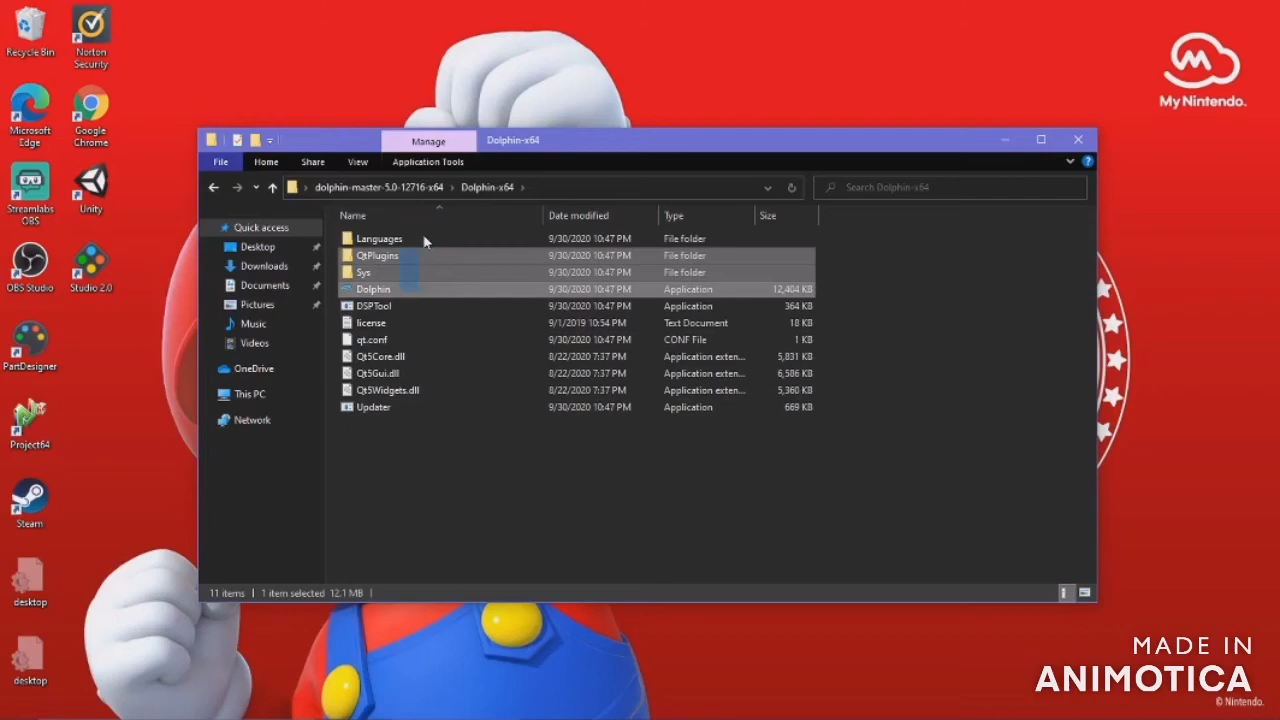 Recycle Bin
Norton
Security
Microsoft
Edge
Google
Chrome
Streamlabs
OBS
Unity
OBS Studio
Studio 2.0
PartDesigner
Project64
Steam
desktop
desktop
My Nintendo.
Manage
Dolphin-x64
File
Home
Share
View
Application Tools
dolphin-master-5.0-12716-x64 > Dolphin-x64 >
Search Dolphin-x64
Quick access
Desktop
Downloads
Documents
Pictures
Music
Videos
OneDrive
This PC
Network
Name Date modified Type Size
Languages 9/30/2020 10:47 PM File folder
QtPlugins 9/30/2020 10:47 PM File folder
Sys 9/30/2020 10:47 PM File folder
Dolphin 9/30/2020 10:47 PM Application 12,404 KB
DSPTool 9/30/2020 10:47 PM Application 364 KB
license 9/1/2019 10:54 PM Text Document 18 KB
qt.conf 9/30/2020 10:47 PM CONF File 1 KB
Qt5Core.dll 8/22/2020 7:37 PM Application exten... 5,831 KB
Qt5Gui.dll 8/22/2020 7:37 PM Application exten... 6,586 KB
Qt5Widgets.dll 8/22/2020 7:37 PM Application exten... 5,360 KB
Updater 9/30/2020 10:47 PM Application 669 KB
11 items | 1 item selected 12.1 MB |
MADE IN
ANIMOTICA
© Nintendo.